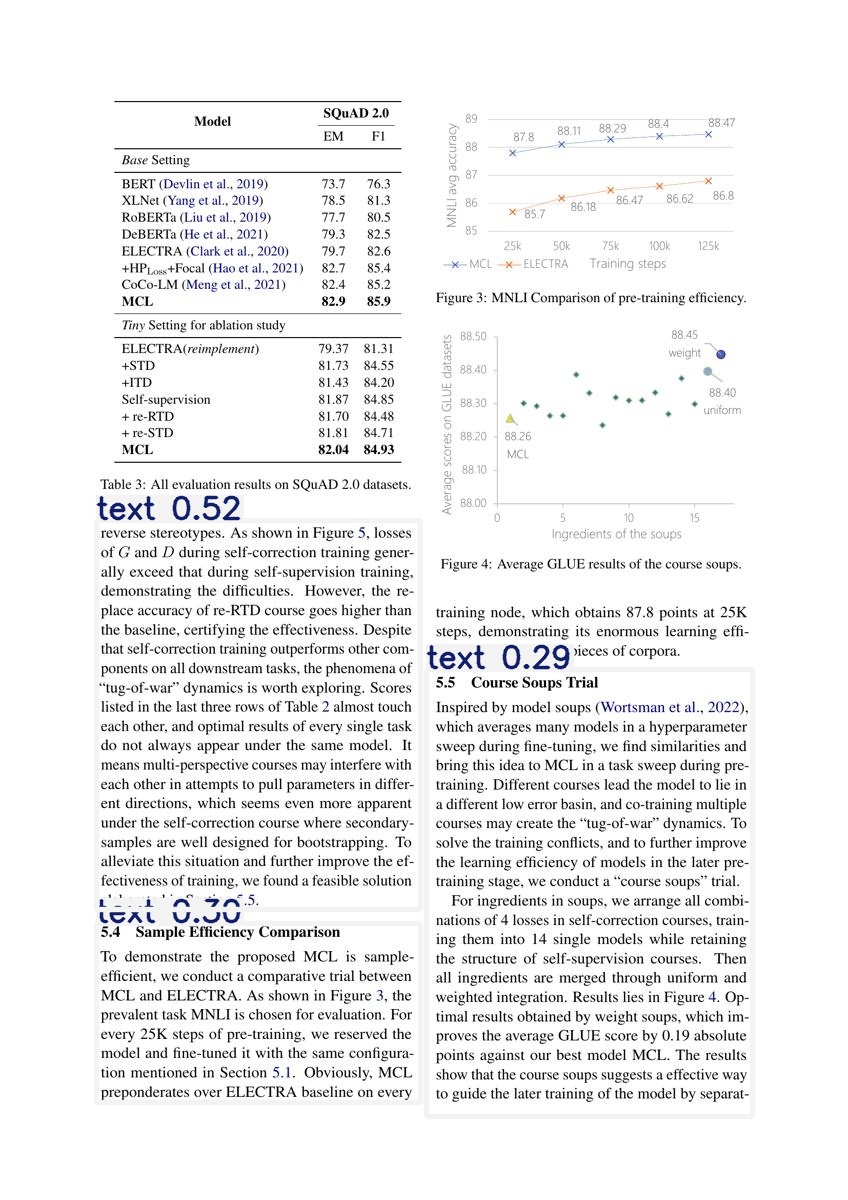 Model SQuAD 2.0
EM F1
Base Setting
BERT (Devlin et al., 2019) 73.7 76.3
XLNet (Yang et al., 2019) 78.5 81.3
RoBERTa (Liu et al., 2019) 77.7 80.5
DeBERTa (He et al., 2021) 79.3 82.5
ELECTRA (Clark et al., 2020) 79.7 82.6
+HPLoss+Focal (Hao et al., 2021) 82.7 85.4
CoCo-LM (Meng et al., 2021) 82.4 85.2
MCL 82.9 85.9
Tiny Setting for ablation study
ELECTRA(reimplement) 79.37 81.31
+STD 81.73 84.55
+ITD 81.43 84.20
Self-supervision 81.87 84.85
+ re-RTD 81.70 84.48
+ re-STD 81.81 84.71
MCL 82.04 84.93
Table 3: All evaluation results on SQuAD 2.0 datasets.
text 0.52
reverse stereotypes. As shown in Figure 5, losses
of G and D during self-correction training gener-
ally exceed that during self-supervision training,
demonstrating the difficulties. However, the re-
place accuracy of re-RTD course goes higher than
the baseline, certifying the effectiveness. Despite
that self-correction training outperforms other com-
ponents on all downstream tasks, the phenomena of
“tug-of-war” dynamics is worth exploring. Scores
listed in the last three rows of Table 2 almost touch
each other, and optimal results of every single task
do not always appear under the same model. It
means multi-perspective courses may interfere with
each other in attempts to pull parameters in differ-
ent directions, which seems even more apparent
under the self-correction course where secondary-
samples are well designed for bootstrapping. To
alleviate this situation and further improve the ef-
fectiveness of training, we found a feasible solution
5.5.
text 0.30
5.4 Sample Efficiency Comparison
To demonstrate the proposed MCL is sample-
efficient, we conduct a comparative trial between
MCL and ELECTRA. As shown in Figure 3, the
prevalent task MNLI is chosen for evaluation. For
every 25K steps of pre-training, we reserved the
model and fine-tuned it with the same configura-
tion mentioned in Section 5.1. Obviously, MCL
preponderates over ELECTRA baseline on every
MNLI avg accuracy
89
88
87
86
85
87.8 88.11 88.29 88.4 88.47
85.7 86.18 86.47 86.62 86.8
25k 50k 75k 100k 125k
MCL ELECTRA Training steps
Figure 3: MNLI Comparison of pre-training efficiency.
Average scores on GLUE datasets
88.50
88.40
88.30
88.20
88.10
88.00
88.45
weight
88.40
uniform
88.26
MCL
0 5 10 15
Ingredients of the soups
Figure 4: Average GLUE results of the course soups.
training node, which obtains 87.8 points at 25K
steps, demonstrating its enormous learning effi-
pieces of corpora.
text 0.29
5.5 Course Soups Trial
Inspired by model soups (Wortsman et al., 2022),
which averages many models in a hyperparameter
sweep during fine-tuning, we find similarities and
bring this idea to MCL in a task sweep during pre-
training. Different courses lead the model to lie in
a different low error basin, and co-training multiple
courses may create the “tug-of-war” dynamics. To
solve the training conflicts, and to further improve
the learning efficiency of models in the later pre-
training stage, we conduct a “course soups” trial.
For ingredients in soups, we arrange all combi-
nations of 4 losses in self-correction courses, train-
ing them into 14 single models while retaining
the structure of self-supervision courses. Then
all ingredients are merged through uniform and
weighted integration. Results lies in Figure 4. Op-
timal results obtained by weight soups, which im-
proves the average GLUE score by 0.19 absolute
points against our best model MCL. The results
show that the course soups suggests a effective way
to guide the later training of the model by separat-